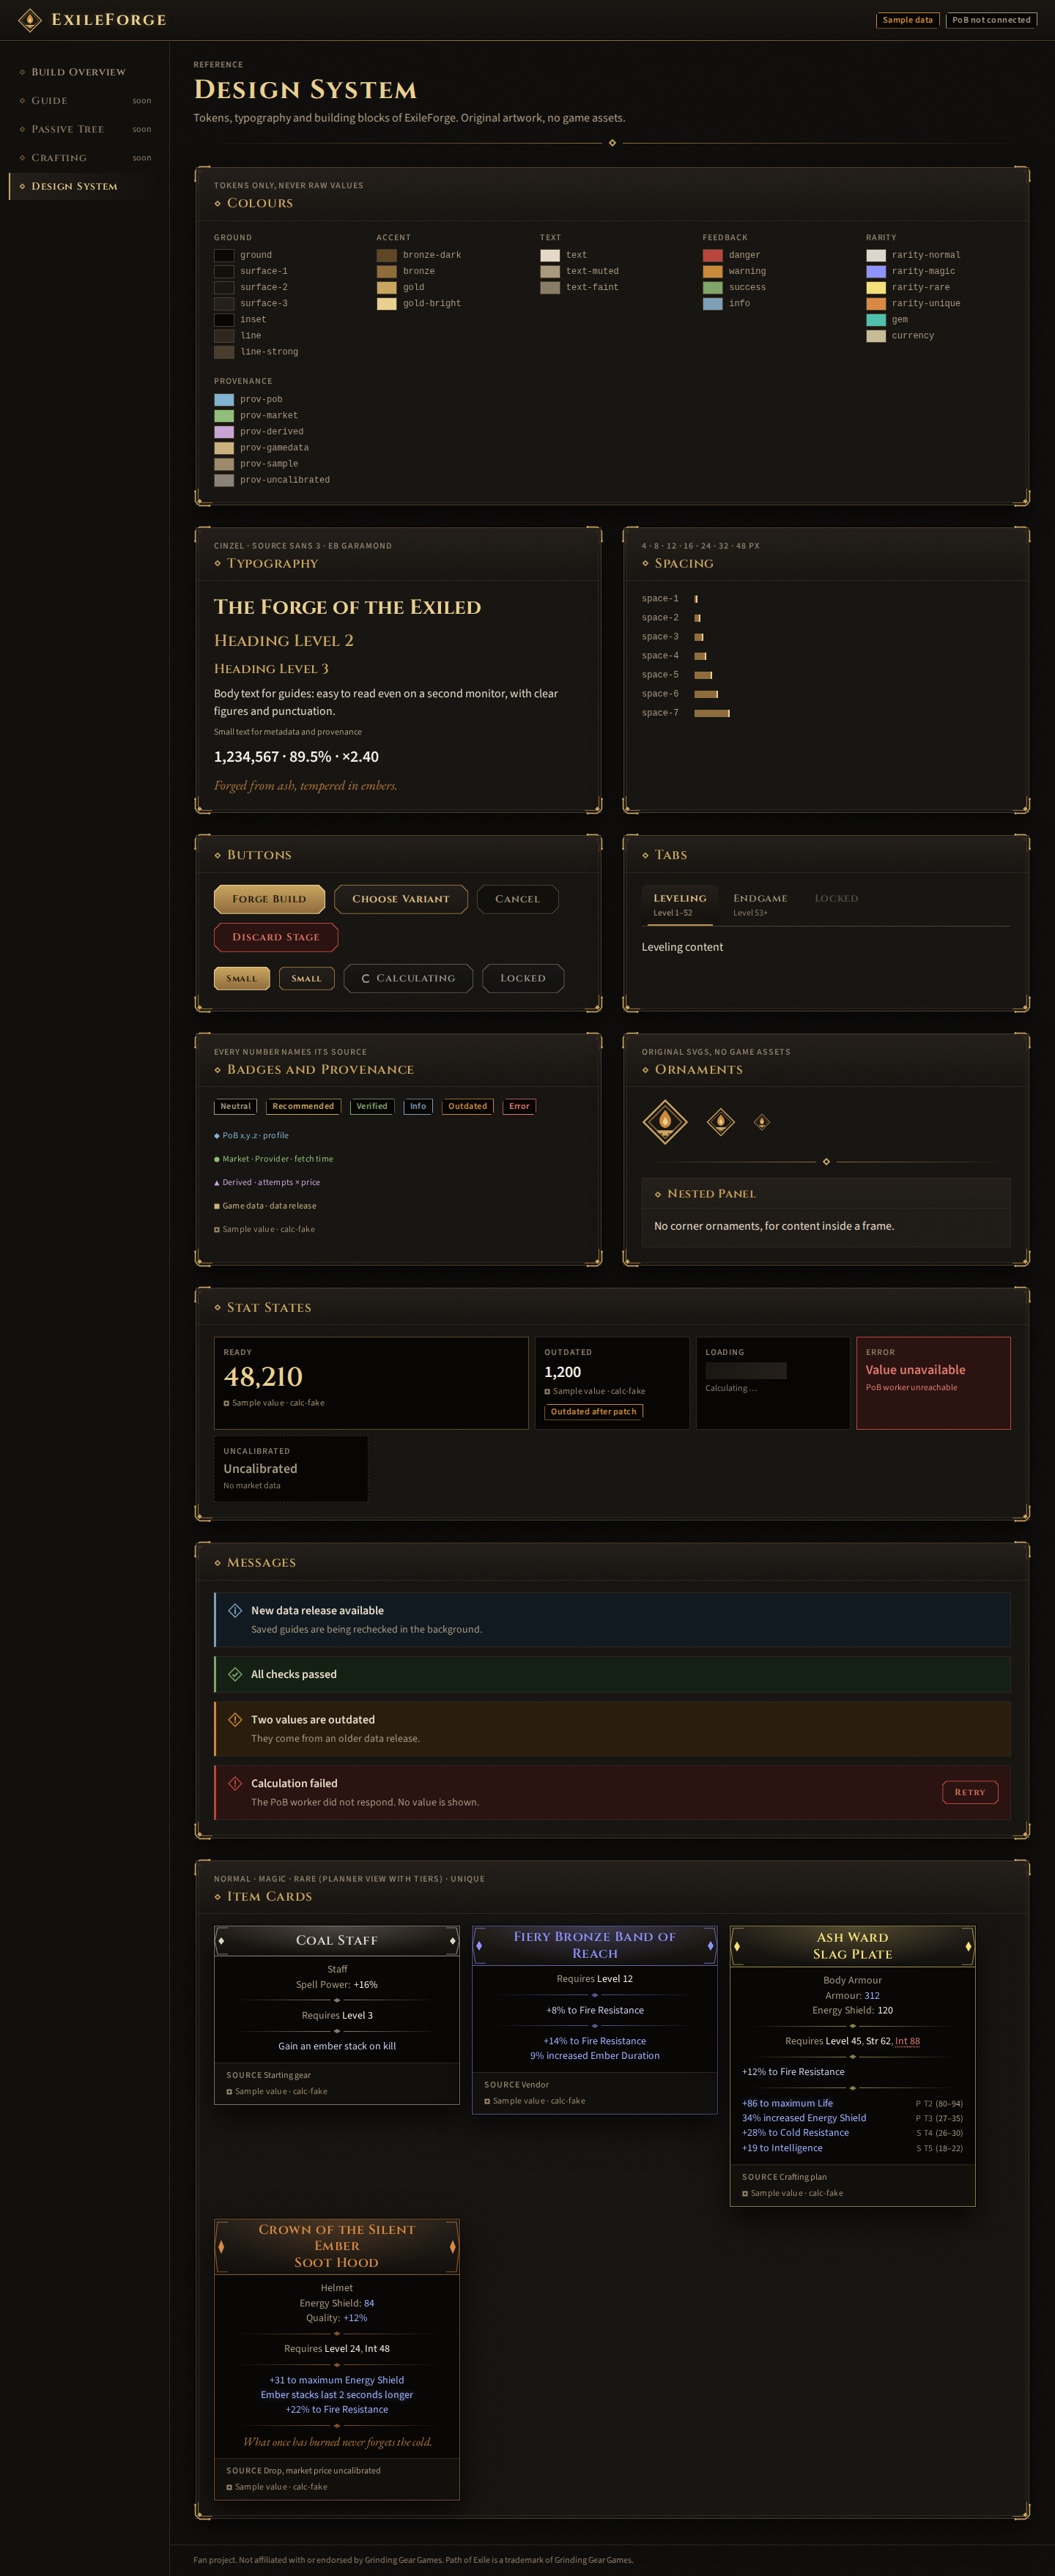 ExileForge
Sample data
PoB not connected
Build Overview
Guide soon
Passive Tree soon
Crafting soon
Design System
REFERENCE
Design System
Tokens, typography and building blocks of ExileForge. Original artwork, no game assets.
TOKENS ONLY, NEVER RAW VALUES
Colours
GROUND
ground
surface-1
surface-2
surface-3
inset
line
line-strong
ACCENT
bronze-dark
bronze
gold
gold-bright
TEXT
text
text-muted
text-faint
FEEDBACK
danger
warning
success
info
RARITY
rarity-normal
rarity-magic
rarity-rare
rarity-unique
gem
currency
PROVENANCE
prov-pob
prov-market
prov-derived
prov-gamedata
prov-sample
prov-uncalibrated
CINZEL · SOURCE SANS 3 · EB GARAMOND
Typography
The Forge of the Exiled
Heading Level 2
Heading Level 3
Body text for guides: easy to read even on a second monitor, with clear
figures and punctuation.
Small text for metadata and provenance
1,234,567 · 89.5% · ×2.40
Forged from ash, tempered in embers.
4 · 8 · 12 · 16 · 24 · 32 · 48 PX
Spacing
space-1
space-2
space-3
space-4
space-5
space-6
space-7
Buttons
Forge Build
Choose Variant
Cancel
Discard Stage
Small
Small
Calculating
Locked
Tabs
Leveling
Level 1–52
Endgame
Level 53+
Locked
Leveling content
EVERY NUMBER NAMES ITS SOURCE
Badges and Provenance
Neutral
Recommended
Verified
Info
Outdated
Error
PoB x.y.z · profile
Market · Provider · fetch time
Derived · attempts × price
Game data · data release
Sample value · calc-fake
ORIGINAL SVGS, NO GAME ASSETS
Ornaments
Nested Panel
No corner ornaments, for content inside a frame.
Stat States
READY
48,210
Sample value · calc-fake
OUTDATED
1,200
Sample value · calc-fake
Outdated after patch
LOADING
Calculating …
ERROR
Value unavailable
PoB worker unreachable
UNCALIBRATED
Uncalibrated
No market data
Messages
New data release available
Saved guides are being rechecked in the background.
All checks passed
Two values are outdated
They come from an older data release.
Calculation failed
The PoB worker did not respond. No value is shown.
Retry
NORMAL · MAGIC · RARE (PLANNER VIEW WITH TIERS) · UNIQUE
Item Cards
Coal Staff
Staff
Spell Power: +16%
Requires Level 3
Gain an ember stack on kill
SOURCE Starting gear
Sample value · calc-fake
Fiery Bronze Band of
Reach
Requires Level 12
+8% to Fire Resistance
+14% to Fire Resistance
9% increased Ember Duration
SOURCE Vendor
Sample value · calc-fake
Ash Ward
Slag Plate
Body Armour
Armour: 312
Energy Shield: 120
Requires Level 45, Str 62, Int 88
+12% to Fire Resistance
+86 to maximum Life P T2 (80–94)
34% increased Energy Shield P T3 (27–35)
+28% to Cold Resistance S T4 (26–30)
+19 to Intelligence S T5 (18–22)
SOURCE Crafting plan
Sample value · calc-fake
Crown of the Silent
Ember
Soot Hood
Helmet
Energy Shield: 84
Quality: +12%
Requires Level 24, Int 48
+31 to maximum Energy Shield
Ember stacks last 2 seconds longer
+22% to Fire Resistance
What once has burned never forgets the cold.
SOURCE Drop, market price uncalibrated
Sample value · calc-fake
Fan project. Not affiliated with or endorsed by Grinding Gear Games. Path of Exile is a trademark of Grinding Gear Games.